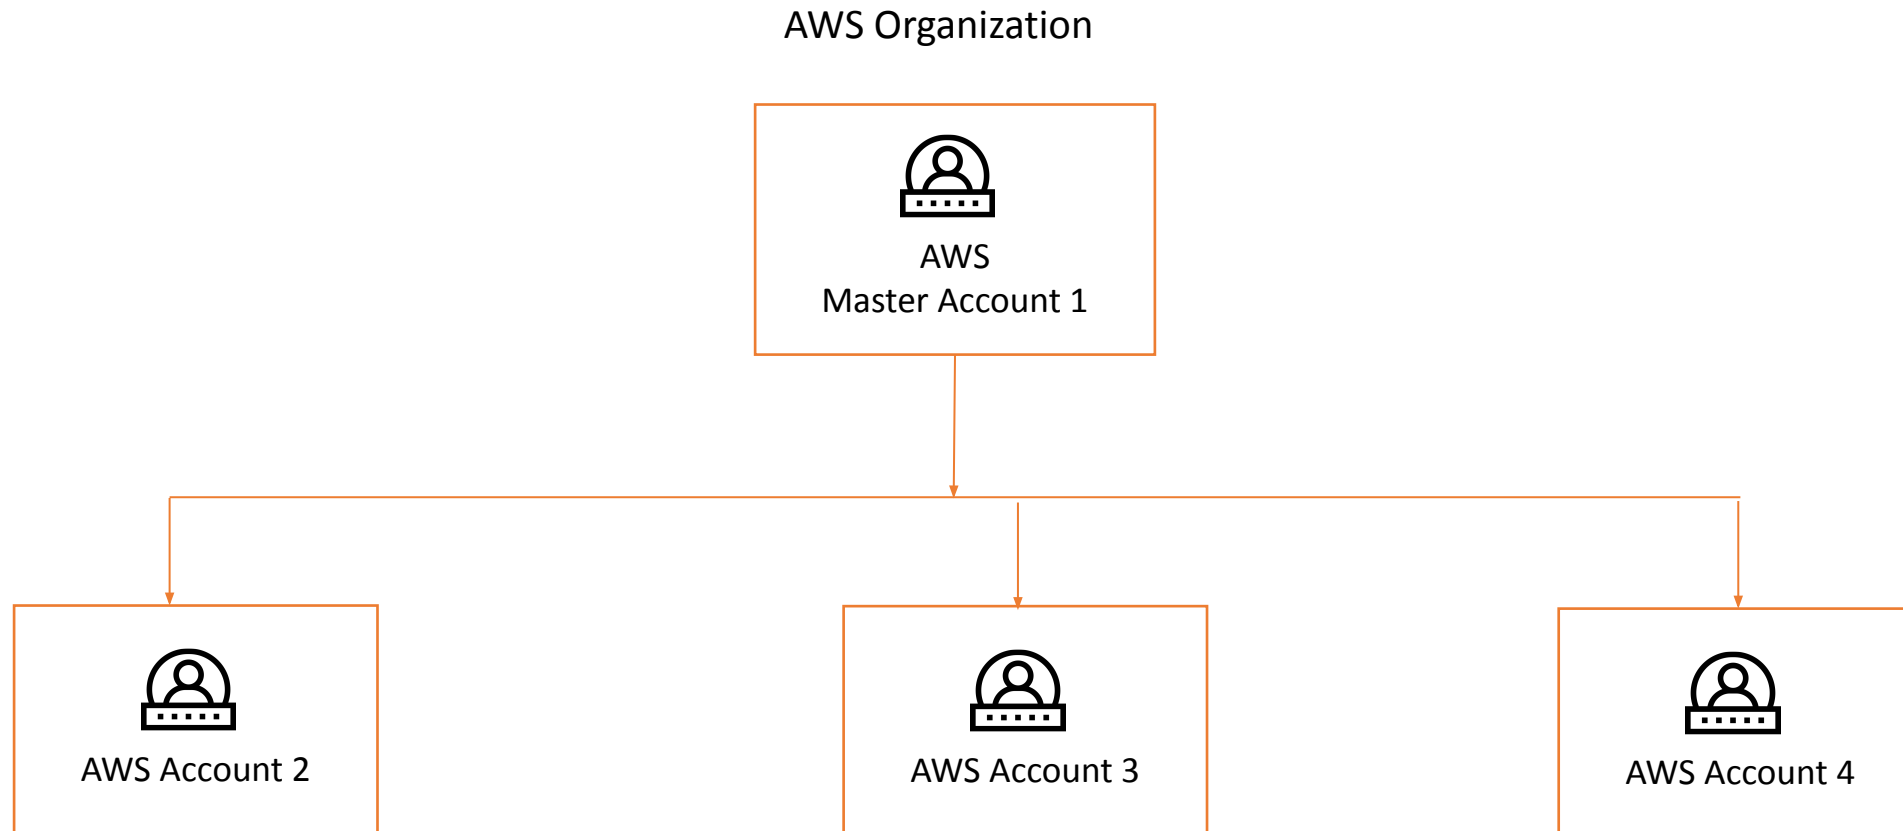 AWS Organization
AWS
Master Account 1
AWS Account 2
AWS Account 3
AWS Account 4